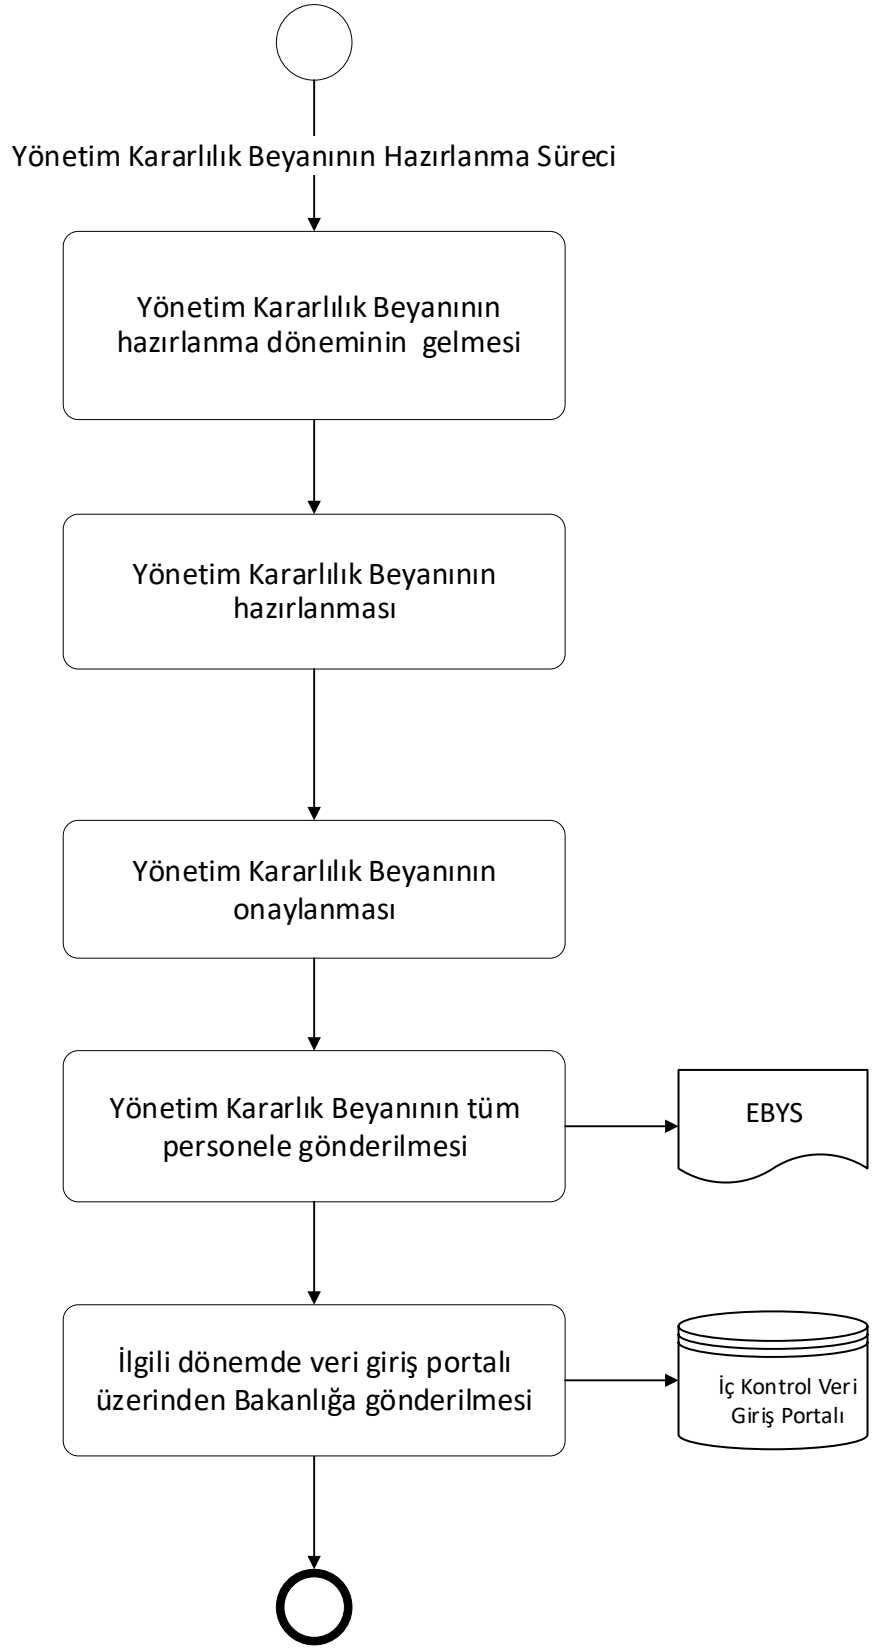 Yönetim Kararlılık Beyanının Hazırlanma Süreci
Yönetim Kararlılık Beyanının
hazırlanma döneminin gelmesi
Yönetim Kararlılık Beyanının
hazırlanması
Yönetim Kararlılık Beyanının
onaylanması
Yönetim Kararlık Beyanının tüm
personele gönderilmesi
EBYS
İlgili dönemde veri giriş portalı
üzerinden Bakanlığa gönderilmesi
İç Kontrol Veri
Giriş Portalı